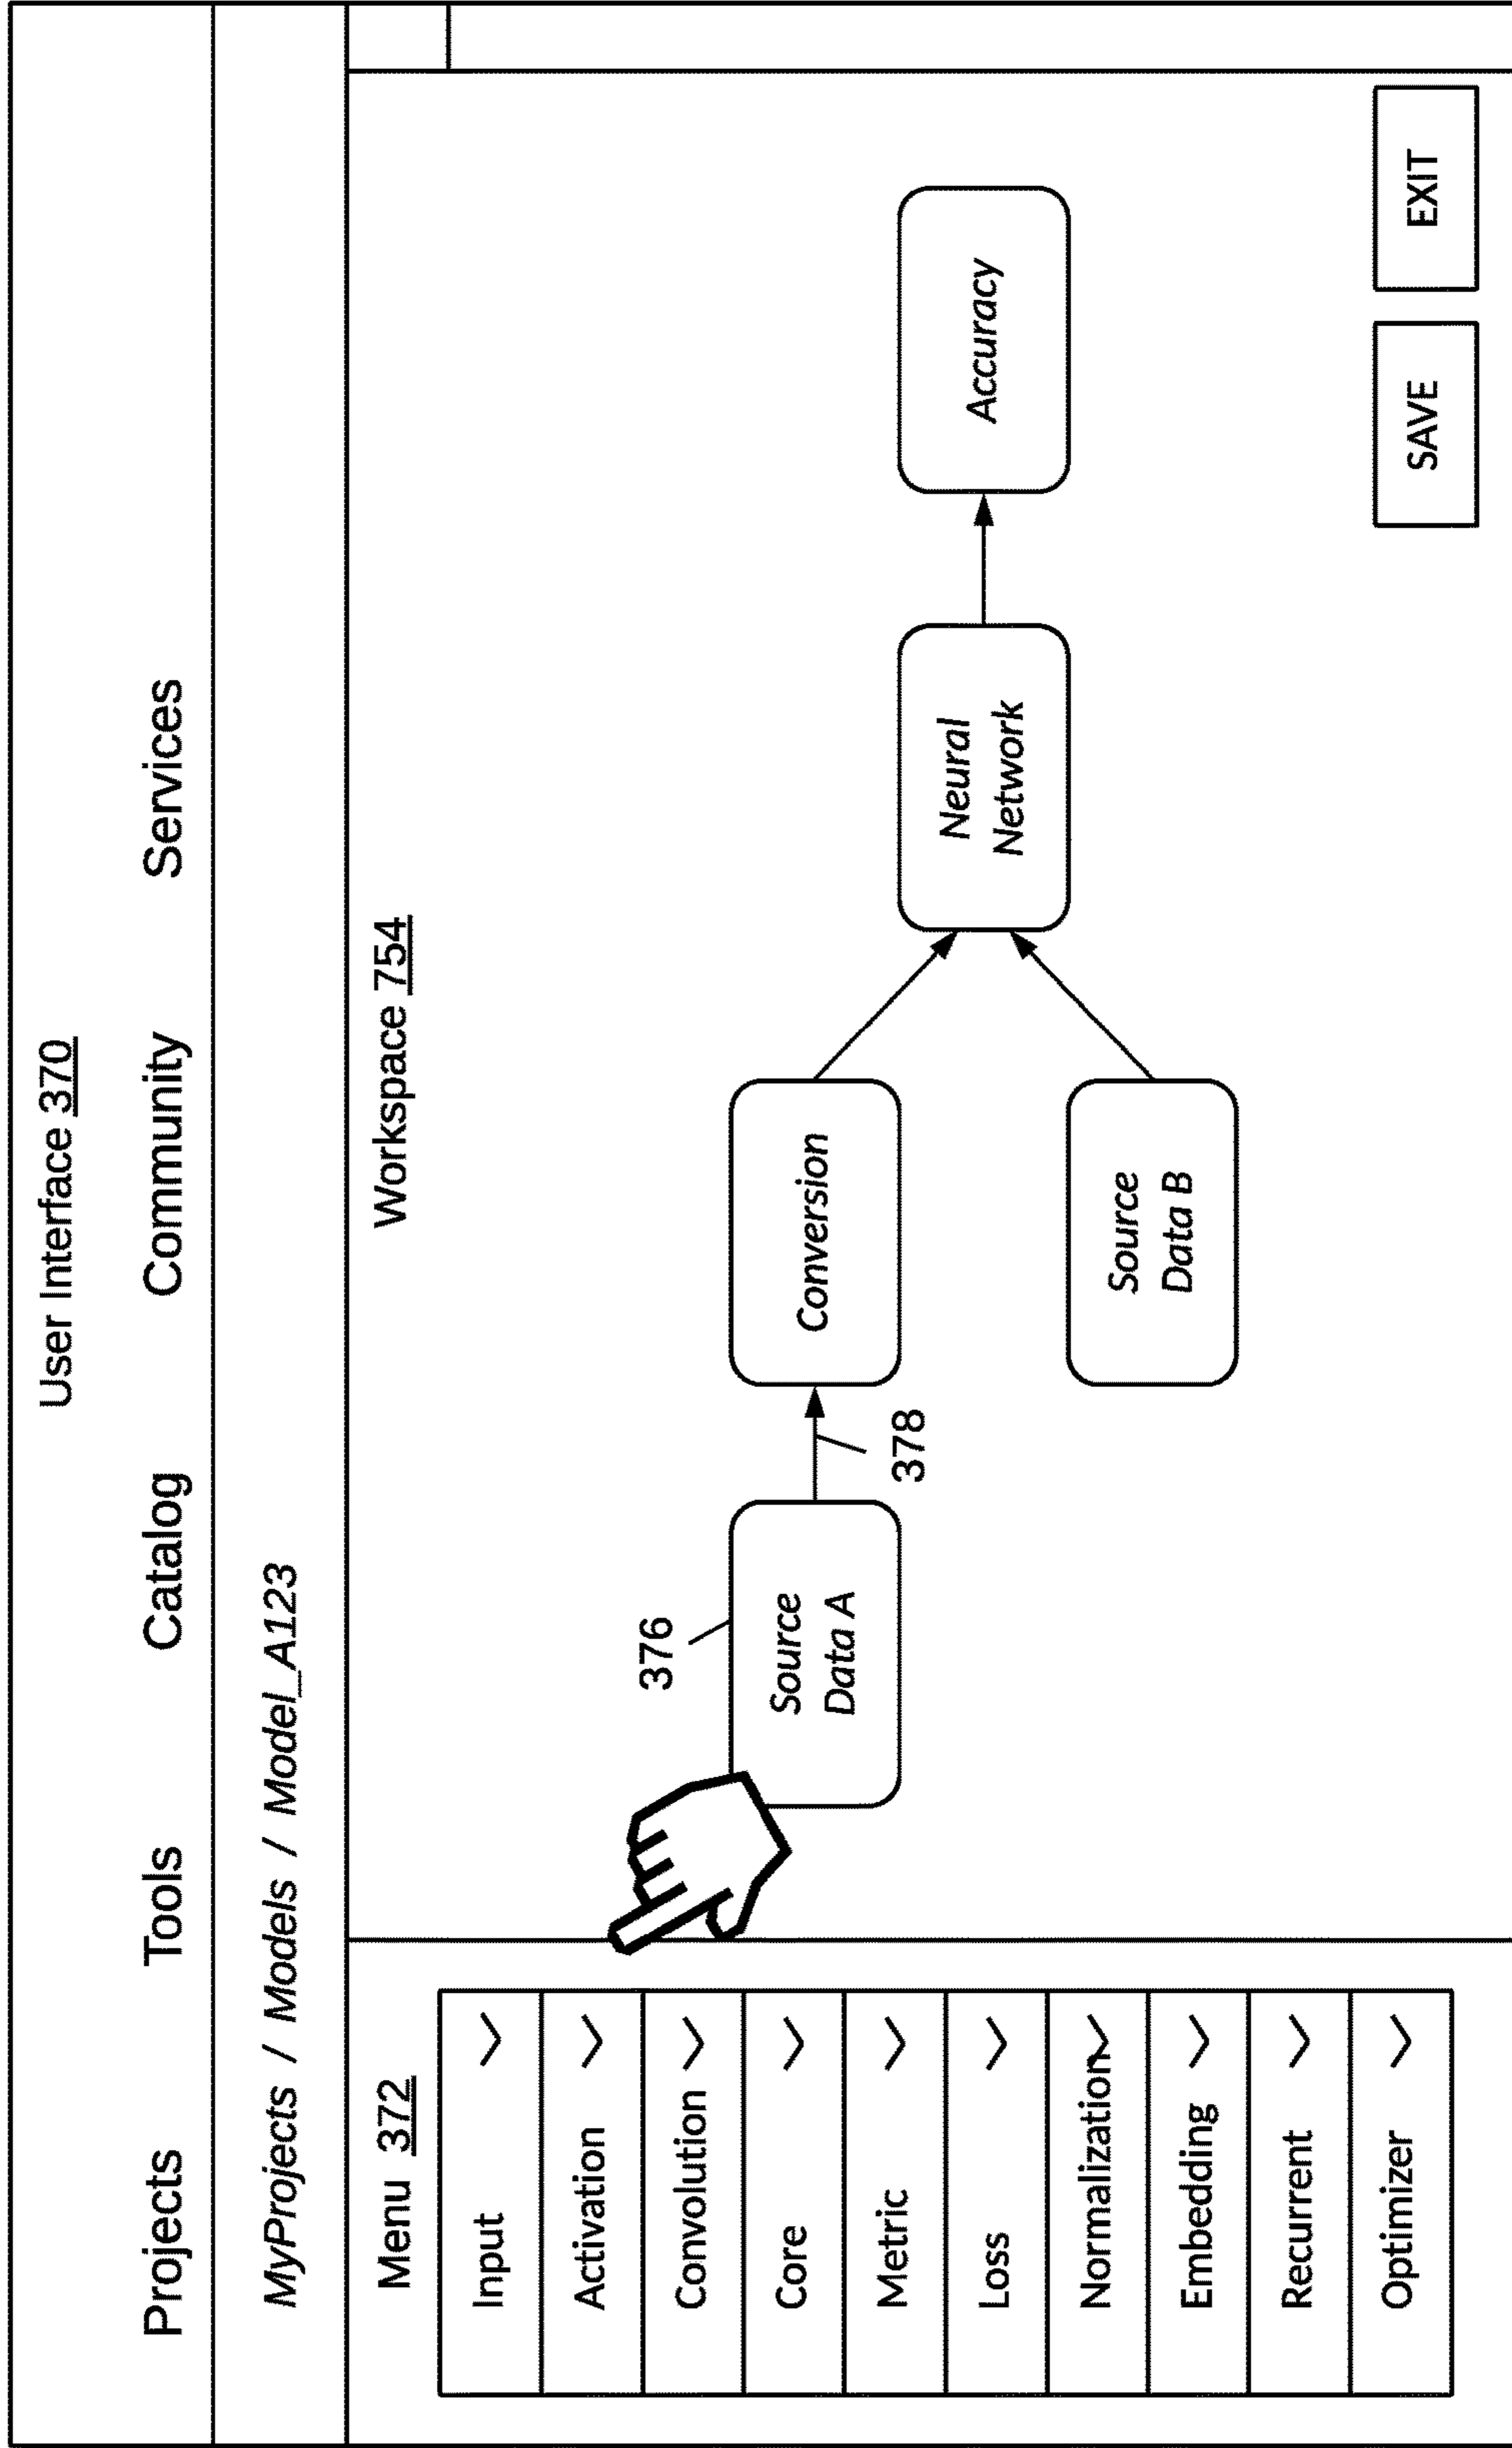 User Interface 370
Projects Tools Catalog Community Services
MyProjects / Models / Model_A123
Menu 372
Workspace 754
Input
Activation
Convolution
Core
Metric
Loss
Normalization
Embedding
Recurrent
Optimizer
376
Source
Data A
378
Conversion
Source
Data B
Neural
Network
Accuracy
SAVE
EXIT